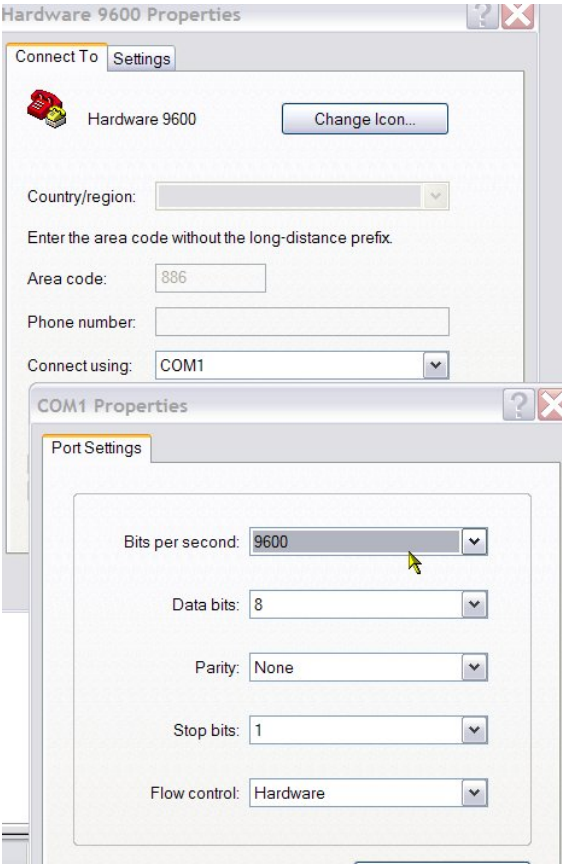 Hardware 9600 Properties
Connect To Settings
Hardware 9600 Change Icon...
Country/region:
Enter the area code without the long-distance prefix.
Area code: 886
Phone number:
Connect using: COM1
COM1 Properties
Port Settings
Bits per second: 9600
Data bits: 8
Parity: None
Stop bits: 1
Flow control: Hardware